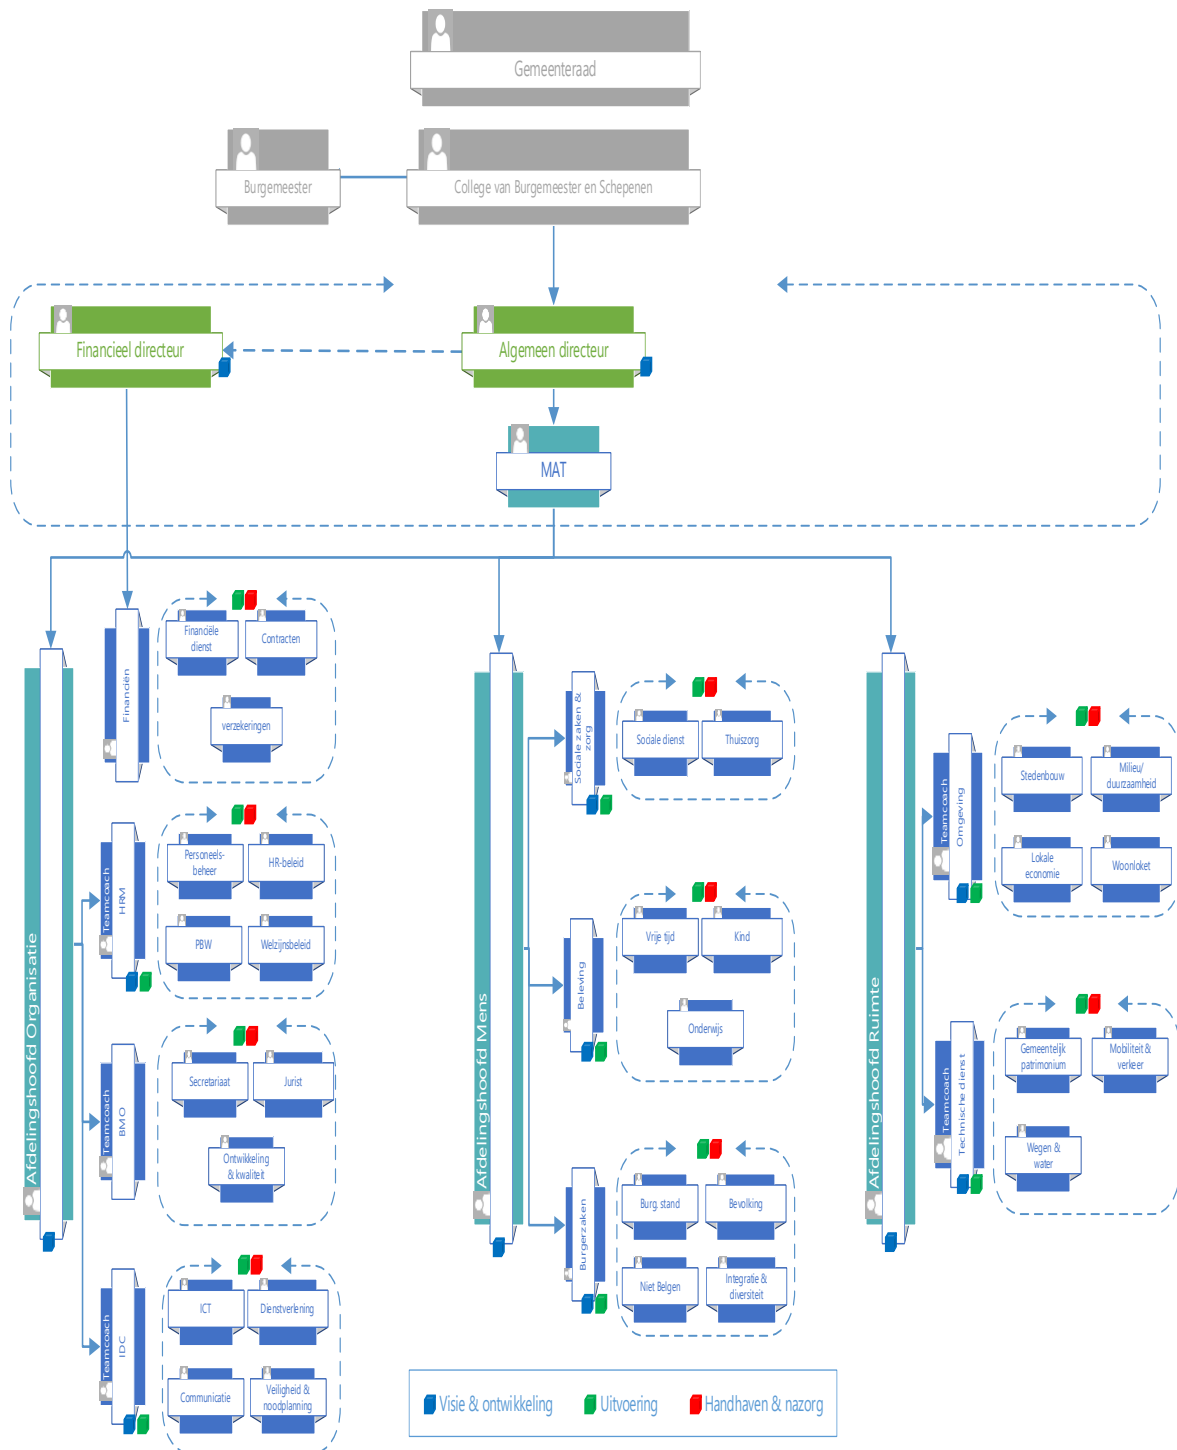 Gemeenteraad
Burgemeester
College van Burgemeester en Schepenen
Financieel directeur
Algemeen directeur
MAT
Afdelingshoofd Organisatie
Financiën
Financiële
dienst
Contracten
verzekeringen
Teamcoach
HRM
Personeels-
beheer
HR-beleid
PBW
Welzijnsbeleid
Teamcoach
BMO
Secretariaat
Jurist
Ontwikkeling
& kwaliteit
Teamcoach
IDC
ICT
Dienstverlening
Communicatie
Veiligheid &
noodplanning
Afdelingshoofd Mens
Sociale zaken &
zorg
Sociale dienst
Thuiszorg
Beleving
Vrije tijd
Kind
Onderwijs
Burgerzaken
Burg. stand
Bevolking
Niet Belgen
Integratie &
diversiteit
Afdelingshoofd Ruimte
Teamcoach
Omgeving
Stedenbouw
Milieu/
duurzaamheid
Lokale
economie
Woonloket
Teamcoach
Technische dienst
Gemeentelijk
patrimonium
Mobiliteit &
verkeer
Wegen &
water
Visie & ontwikkeling
Uitvoering
Handhaven & nazorg